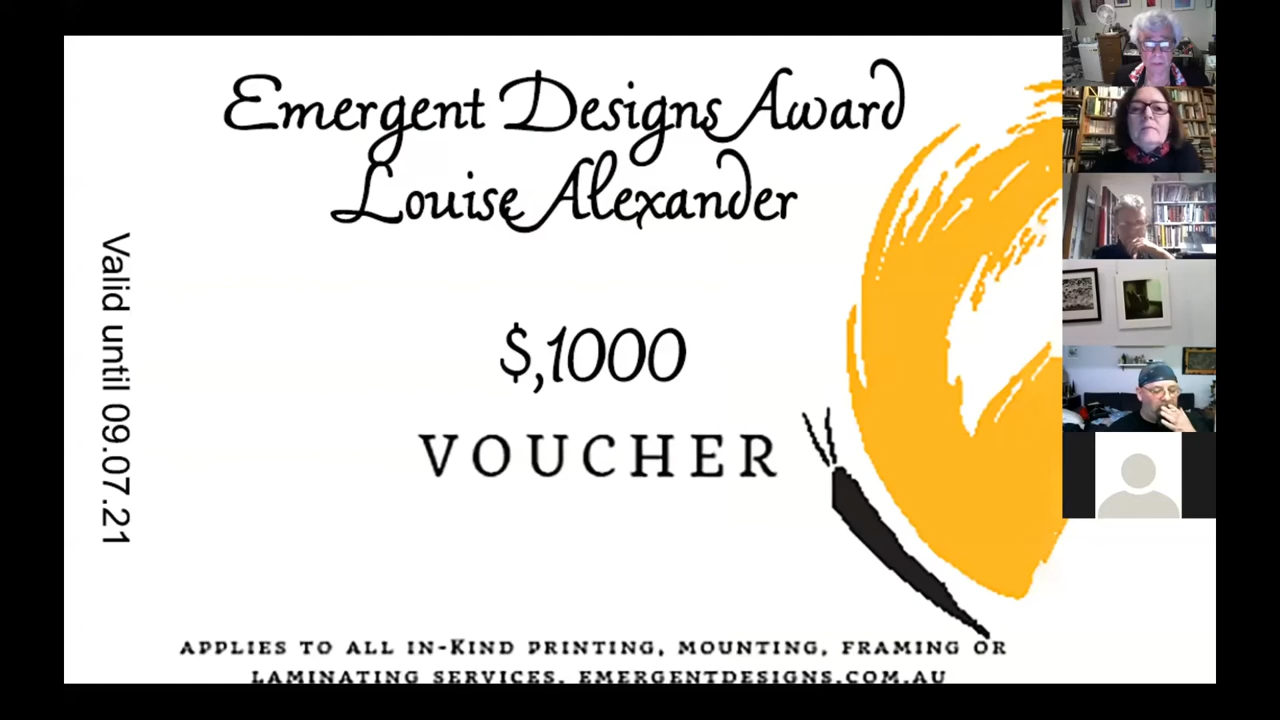 Emergent Designs Award
Louise Alexander
$,1000
VOUCHER
Valid until 09.07.21
APPLIES TO ALL IN-KIND PRINTING, MOUNTING, FRAMING OR
LAMINATING SERVICES. EMERGENTDESIGNS.COM.AU